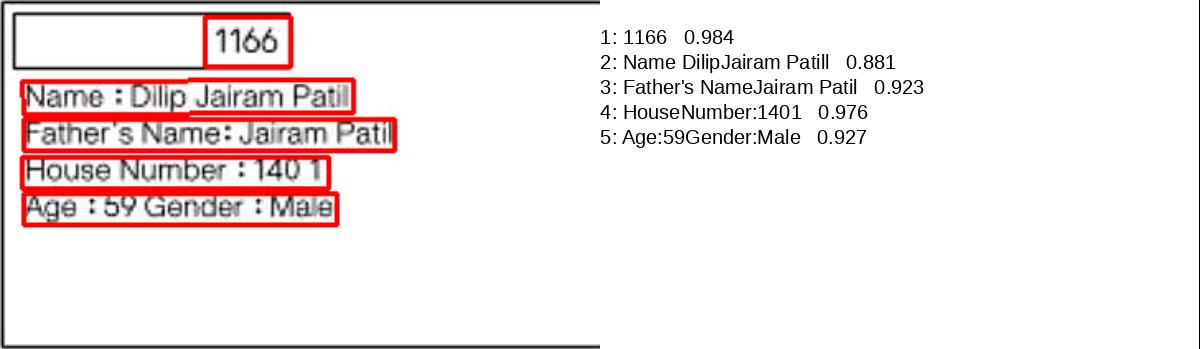 1166
Name : Dilip Jairam Patil
Father's Name: Jairam Patil
House Number : 140 1
Age : 59 Gender : Male
1: 1166 0.984
2: Name DilipJairam Patill 0.881
3: Father's NameJairam Patil 0.923
4: HouseNumber:1401 0.976
5: Age:59Gender:Male 0.927